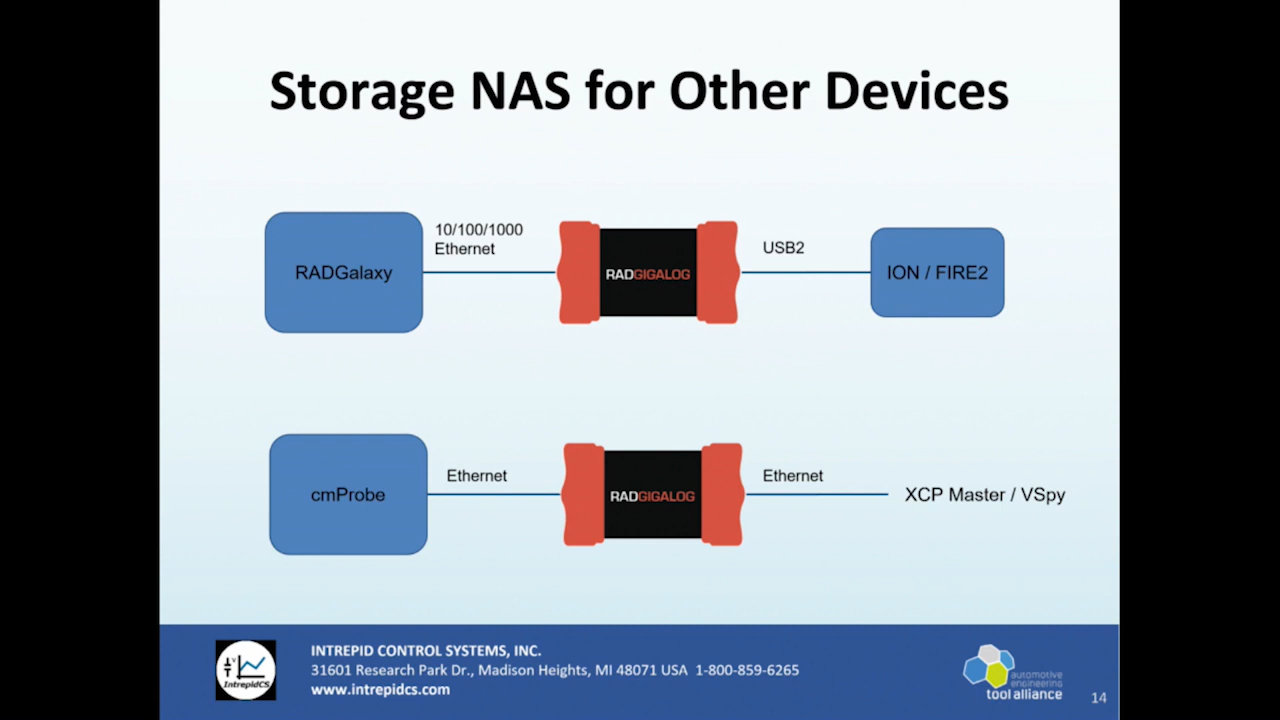 Storage NAS for Other Devices
RADGalaxy
10/100/1000
Ethernet
RADGIGALOG
USB2
ION / FIRE2
cmProbe
Ethernet
RADGIGALOG
Ethernet
XCP Master / VSpy
IntrepidCS
INTREPID CONTROL SYSTEMS, INC.
31601 Research Park Dr., Madison Heights, MI 48071 USA 1-800-859-6265
www.intrepidcs.com
automotive
engineering
tool alliance
14